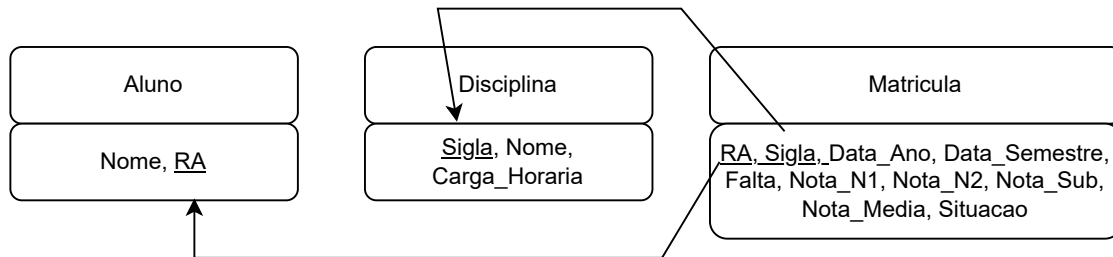 Aluno
Nome, RA
Disciplina
Sigla, Nome,
Carga_Horaria
Matricula
RA, Sigla, Data_Ano, Data_Semestre,
Falta, Nota_N1, Nota_N2, Nota_Sub,
Nota_Media, Situacao